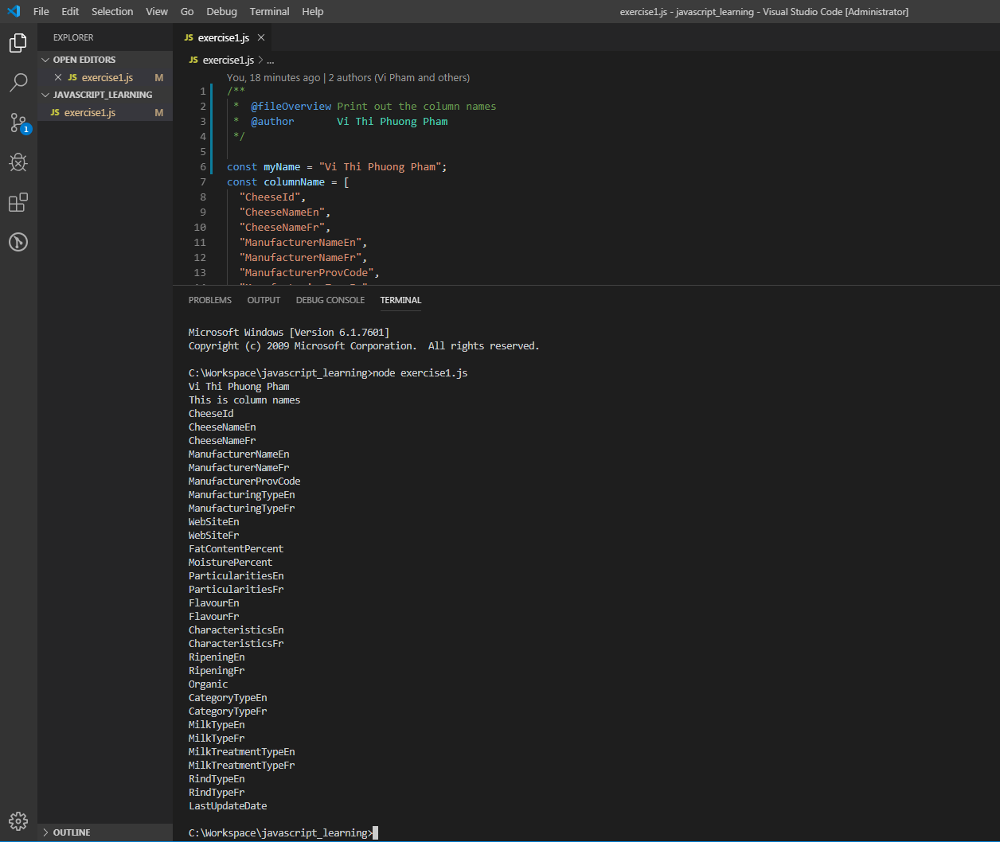 File Edit Selection View Go Debug Terminal Help exercise1.js - javascript_learning - Visual Studio Code [Administrator]
EXPLORER
OPEN EDITORS
JS exercise1.js M
JAVASCRIPT_LEARNING
JS exercise1.js M
1
OUTLINE
JS exercise1.js
JS exercise1.js > ...
You, 18 minutes ago | 2 authors (Vi Pham and others)
1 /**
2 * @fileOverview Print out the column names
3 * @author Vi Thi Phuong Pham
4 */
5
6 const myName = "Vi Thi Phuong Pham";
7 const columnName = [
8 "CheeseId",
9 "CheeseNameEn",
10 "CheeseNameFr",
11 "ManufacturerNameEn",
12 "ManufacturerNameFr",
13 "ManufacturerProvCode",
PROBLEMS OUTPUT DEBUG CONSOLE TERMINAL
Microsoft Windows [Version 6.1.7601]
Copyright (c) 2009 Microsoft Corporation.  All rights reserved.
C:\Workspace\javascript_learning>node exercise1.js
Vi Thi Phuong Pham
This is column names
CheeseId
CheeseNameEn
CheeseNameFr
ManufacturerNameEn
ManufacturerNameFr
ManufacturerProvCode
ManufacturingTypeEn
ManufacturingTypeFr
WebSiteEn
WebSiteFr
FatContentPercent
MoisturePercent
ParticularitiesEn
ParticularitiesFr
FlavourEn
FlavourFr
CharacteristicsEn
CharacteristicsFr
RipeningEn
RipeningFr
Organic
CategoryTypeEn
CategoryTypeFr
MilkTypeEn
MilkTypeFr
MilkTreatmentTypeEn
MilkTreatmentTypeFr
RindTypeEn
RindTypeFr
LastUpdateDate
C:\Workspace\javascript_learning>